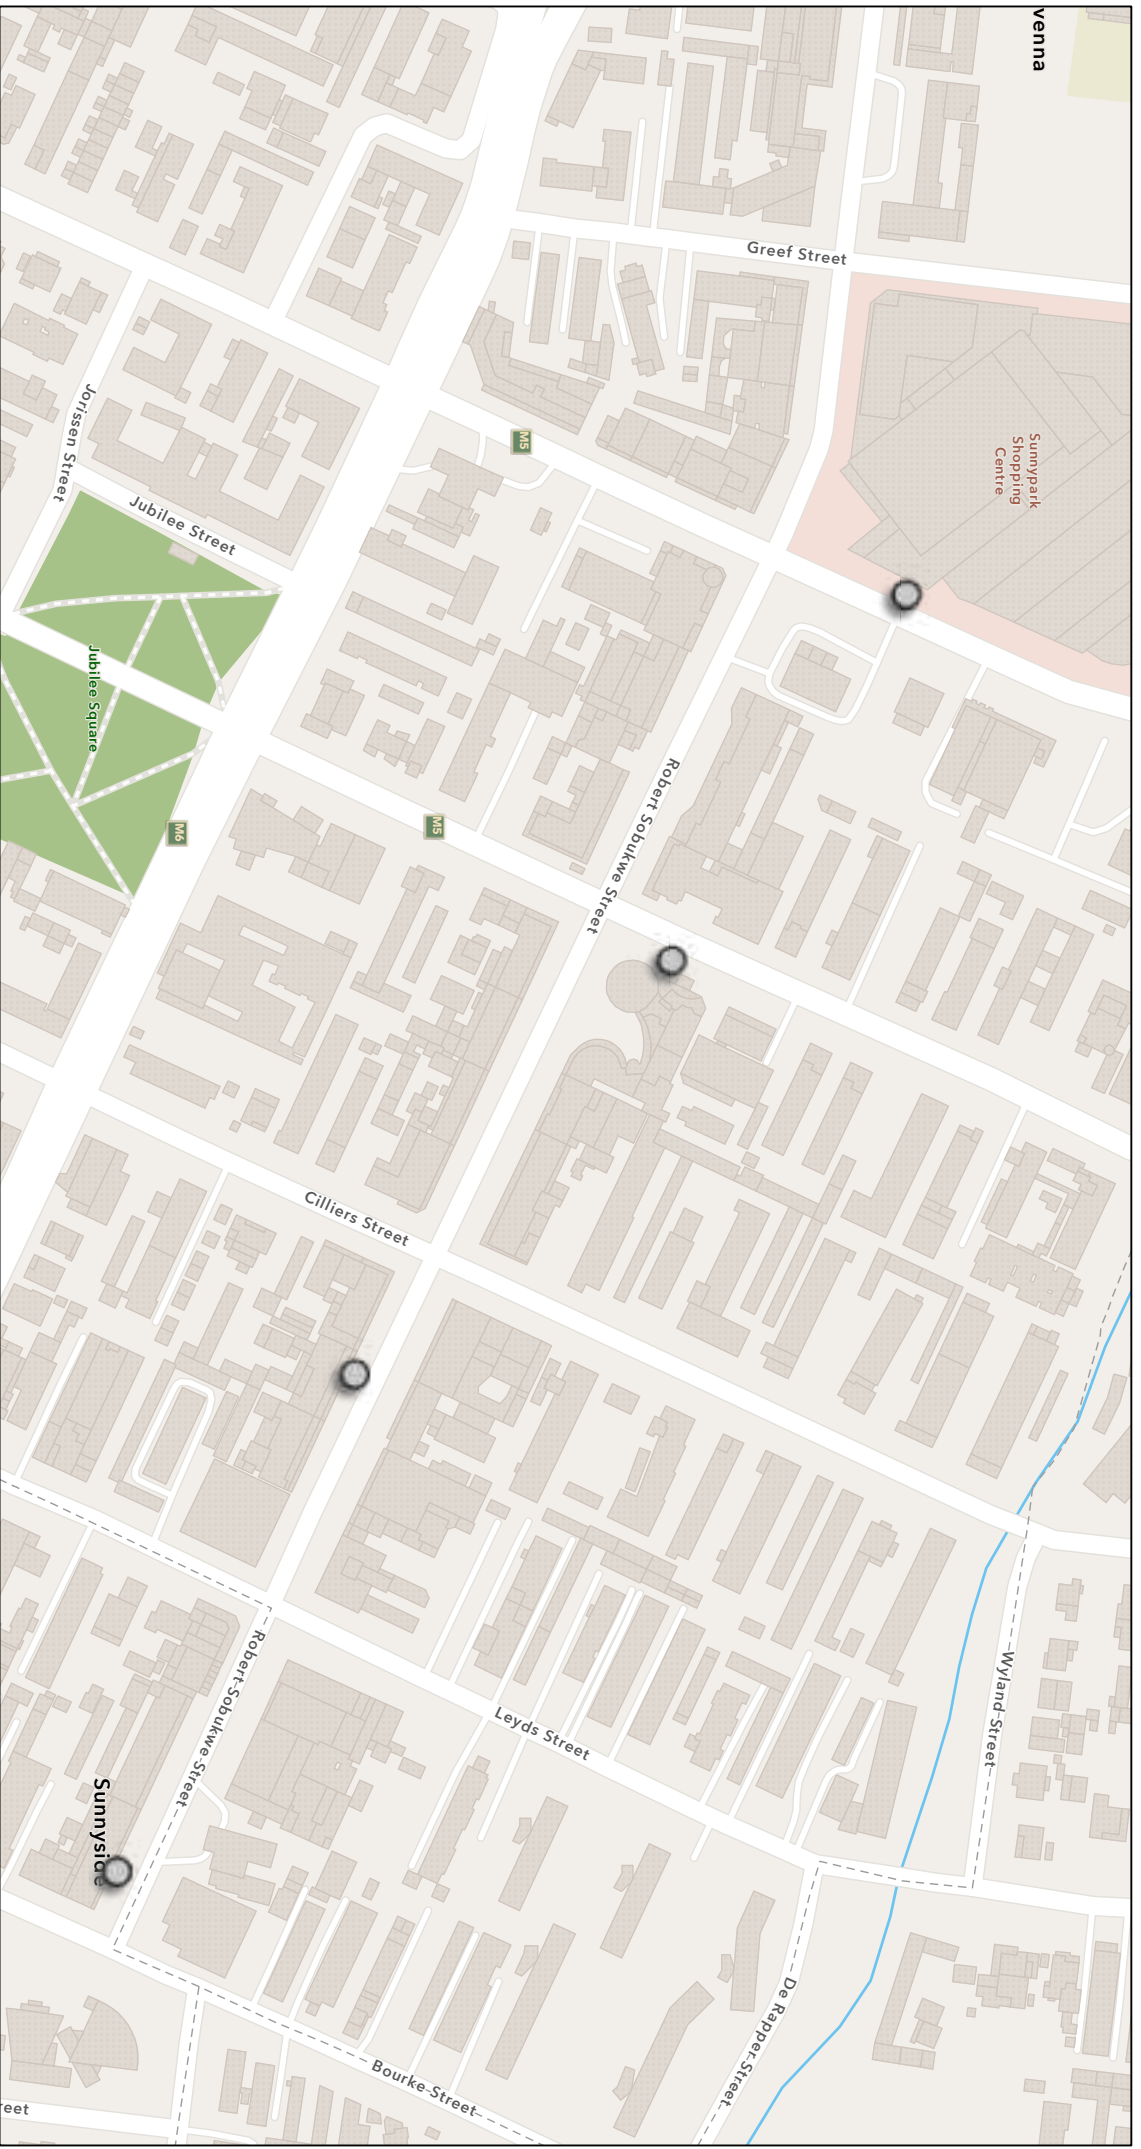 venna
Greef Street
Sunnypark
Shopping
Centre
M5
Jorissen Street
Jubilee Street
Jubilee Square
M6
M5
Robert Sobukwe Street
Cilliers Street
Robert Sobukwe Street
Leyds Street
Wyland Street
Sunnyside
De Rapper Street
Bourke Street
reet